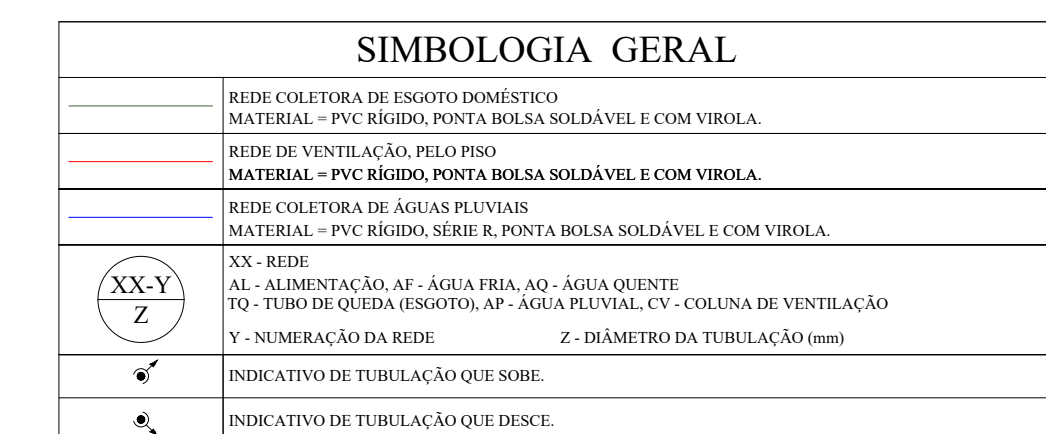 SIMBOLOGIA GERAL
REDE COLETORA DE ESGOTO DOMÉSTICO
MATERIAL = PVC RÍGIDO, PONTA BOLSA SOLDÁVEL E COM VIROLA.
REDE DE VENTILAÇÃO, PELO PISO
MATERIAL = PVC RÍGIDO, PONTA BOLSA SOLDÁVEL E COM VIROLA.
REDE COLETORA DE ÁGUAS PLUVIAIS
MATERIAL = PVC RÍGIDO, SÉRIE R, PONTA BOLSA SOLDÁVEL E COM VIROLA.
XX-Y
Z
XX - REDE
AL - ALIMENTAÇÃO, AF - ÁGUA FRIA, AQ - ÁGUA QUENTE
TQ - TUBO DE QUEDA (ESGOTO), AP - ÁGUA PLUVIAL, CV - COLUNA DE VENTILAÇÃO
Y - NUMERAÇÃO DA REDE Z - DIÂMETRO DA TUBULAÇÃO (mm)
INDICATIVO DE TUBULAÇÃO QUE SOBE.
INDICATIVO DE TUBULAÇÃO QUE DESCE.